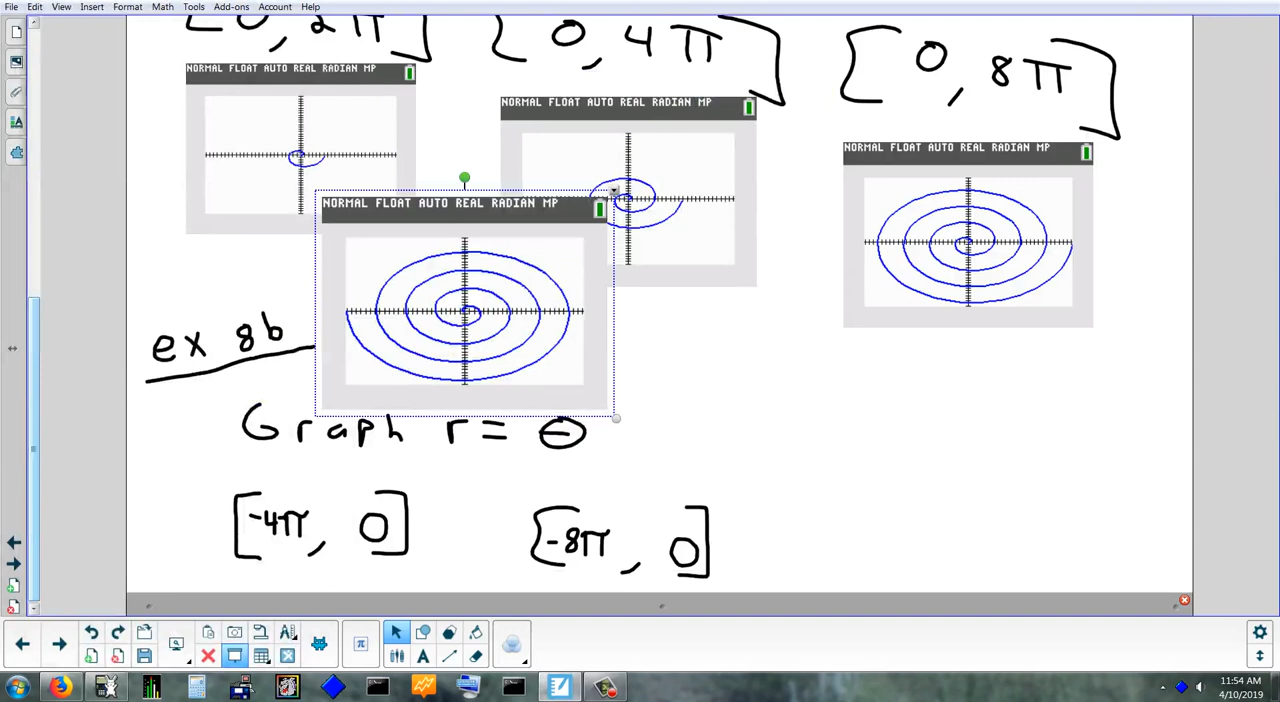 File Edit View Insert Format Math Tools Add-ons Account Help
[0, 2π] [0, 4π] [0, 8π]
NORMAL FLOAT AUTO REAL RADIAN MP
NORMAL FLOAT AUTO REAL RADIAN MP
NORMAL FLOAT AUTO REAL RADIAN MP
NORMAL FLOAT AUTO REAL RADIAN MP
ex 8b
Graph r = θ
[-4π, 0] [-8π, 0]
π A
11:54 AM
4/10/2019